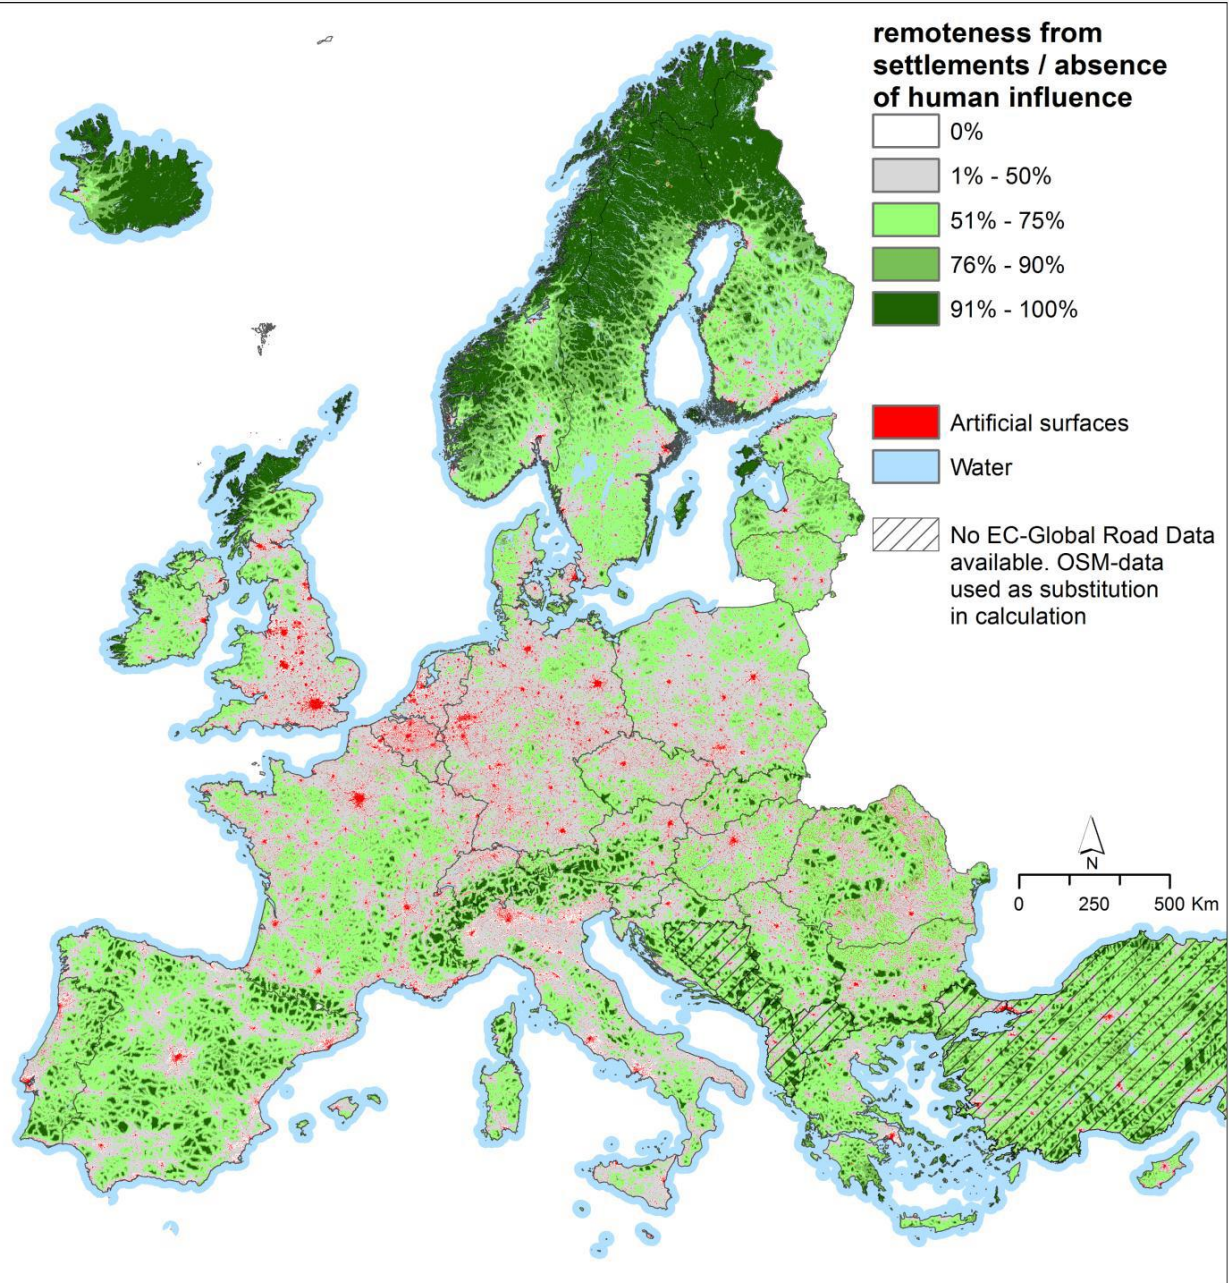 remoteness from
settlements / absence
of human influence
0%
1% - 50%
51% - 75%
76% - 90%
91% - 100%
Artificial surfaces
Water
No EC-Global Road Data
available. OSM-data
used as substitution
in calculation
N
0 250 500 Km